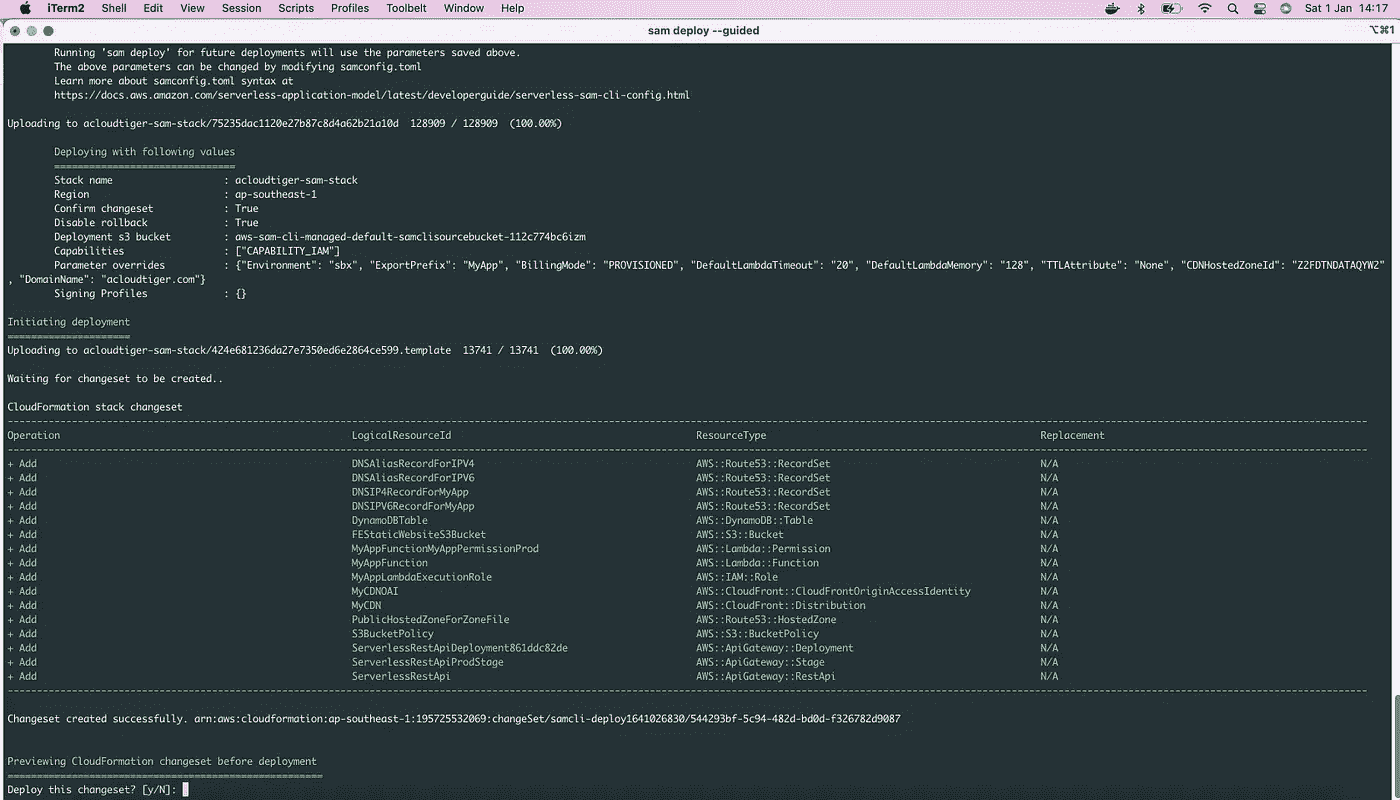 iTerm2 Shell Edit View Session Scripts Profiles Toolbelt Window Help Sat 1 Jan 14:17
sam deploy --guided ⌥⌘1
Running 'sam deploy' for future deployments will use the parameters saved above.
The above parameters can be changed by modifying samconfig.toml
Learn more about samconfig.toml syntax at
https://docs.aws.amazon.com/serverless-application-model/latest/developerguide/serverless-sam-cli-config.html
Uploading to acloudtiger-sam-stack/75235dac1120e27b87c8d4a62b21a10d 128909 / 128909 (100.00%)
Deploying with following values
===============================
Stack name : acloudtiger-sam-stack
Region : ap-southeast-1
Confirm changeset : True
Disable rollback : True
Deployment s3 bucket : aws-sam-cli-managed-default-samclisourcebucket-112c774bc6izm
Capabilities : ["CAPABILITY_IAM"]
Parameter overrides : {"Environment": "sbx", "ExportPrefix": "MyApp", "BillingMode": "PROVISIONED", "DefaultLambdaTimeout": "20", "DefaultLambdaMemory": "128", "TTLAttribute": "None", "CDNHostedZoneId": "Z2FDTNDATAQYW2"
, "DomainName": "acloudtiger.com"}
Signing Profiles : {}
Initiating deployment
=====================
Uploading to acloudtiger-sam-stack/424e681236da27e7350ed6e2864ce599.template 13741 / 13741 (100.00%)
Waiting for changeset to be created..
CloudFormation stack changeset
Operation LogicalResourceId ResourceType Replacement
+ Add DNSAliasRecordForIPV4 AWS::Route53::RecordSet N/A
+ Add DNSAliasRecordForIPV6 AWS::Route53::RecordSet N/A
+ Add DNSIP4RecordForMyApp AWS::Route53::RecordSet N/A
+ Add DNSIPV6RecordForMyApp AWS::Route53::RecordSet N/A
+ Add DynamoDBTable AWS::DynamoDB::Table N/A
+ Add FEStaticWebsiteS3Bucket AWS::S3::Bucket N/A
+ Add MyAppFunctionMyAppPermissionProd AWS::Lambda::Permission N/A
+ Add MyAppFunction AWS::Lambda::Function N/A
+ Add MyAppLambdaExecutionRole AWS::IAM::Role N/A
+ Add MyCDNOAI AWS::CloudFront::CloudFrontOriginAccessIdentity N/A
+ Add MyCDN AWS::CloudFront::Distribution N/A
+ Add PublicHostedZoneForZoneFile AWS::Route53::HostedZone N/A
+ Add S3BucketPolicy AWS::S3::BucketPolicy N/A
+ Add ServerlessRestApiDeployment861ddc82de AWS::ApiGateway::Deployment N/A
+ Add ServerlessRestApiProdStage AWS::ApiGateway::Stage N/A
+ Add ServerlessRestApi AWS::ApiGateway::RestApi N/A
Changeset created successfully. arn:aws:cloudformation:ap-southeast-1:195725532069:changeSet/samcli-deploy1641026830/544293bf-5c94-482d-bd0d-f326782d9087
Previewing CloudFormation changeset before deployment
======================================================
Deploy this changeset? [y/N]: